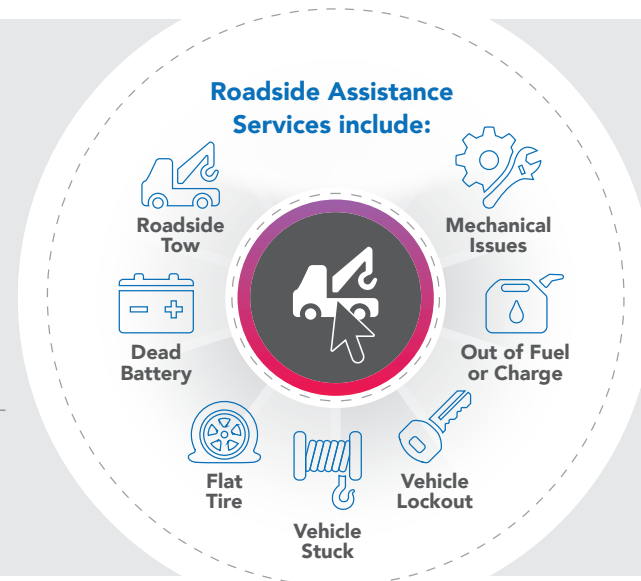 Roadside Assistance
Services include:
Roadside
Tow
Mechanical
Issues
Dead
Battery
Out of Fuel
or Charge
Flat
Tire
Vehicle
Lockout
Vehicle
Stuck